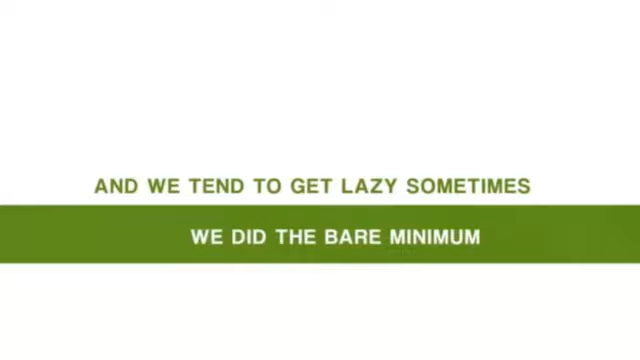 AND WE TEND TO GET LAZY SOMETIMES
WE DID THE BARE MINIMUM